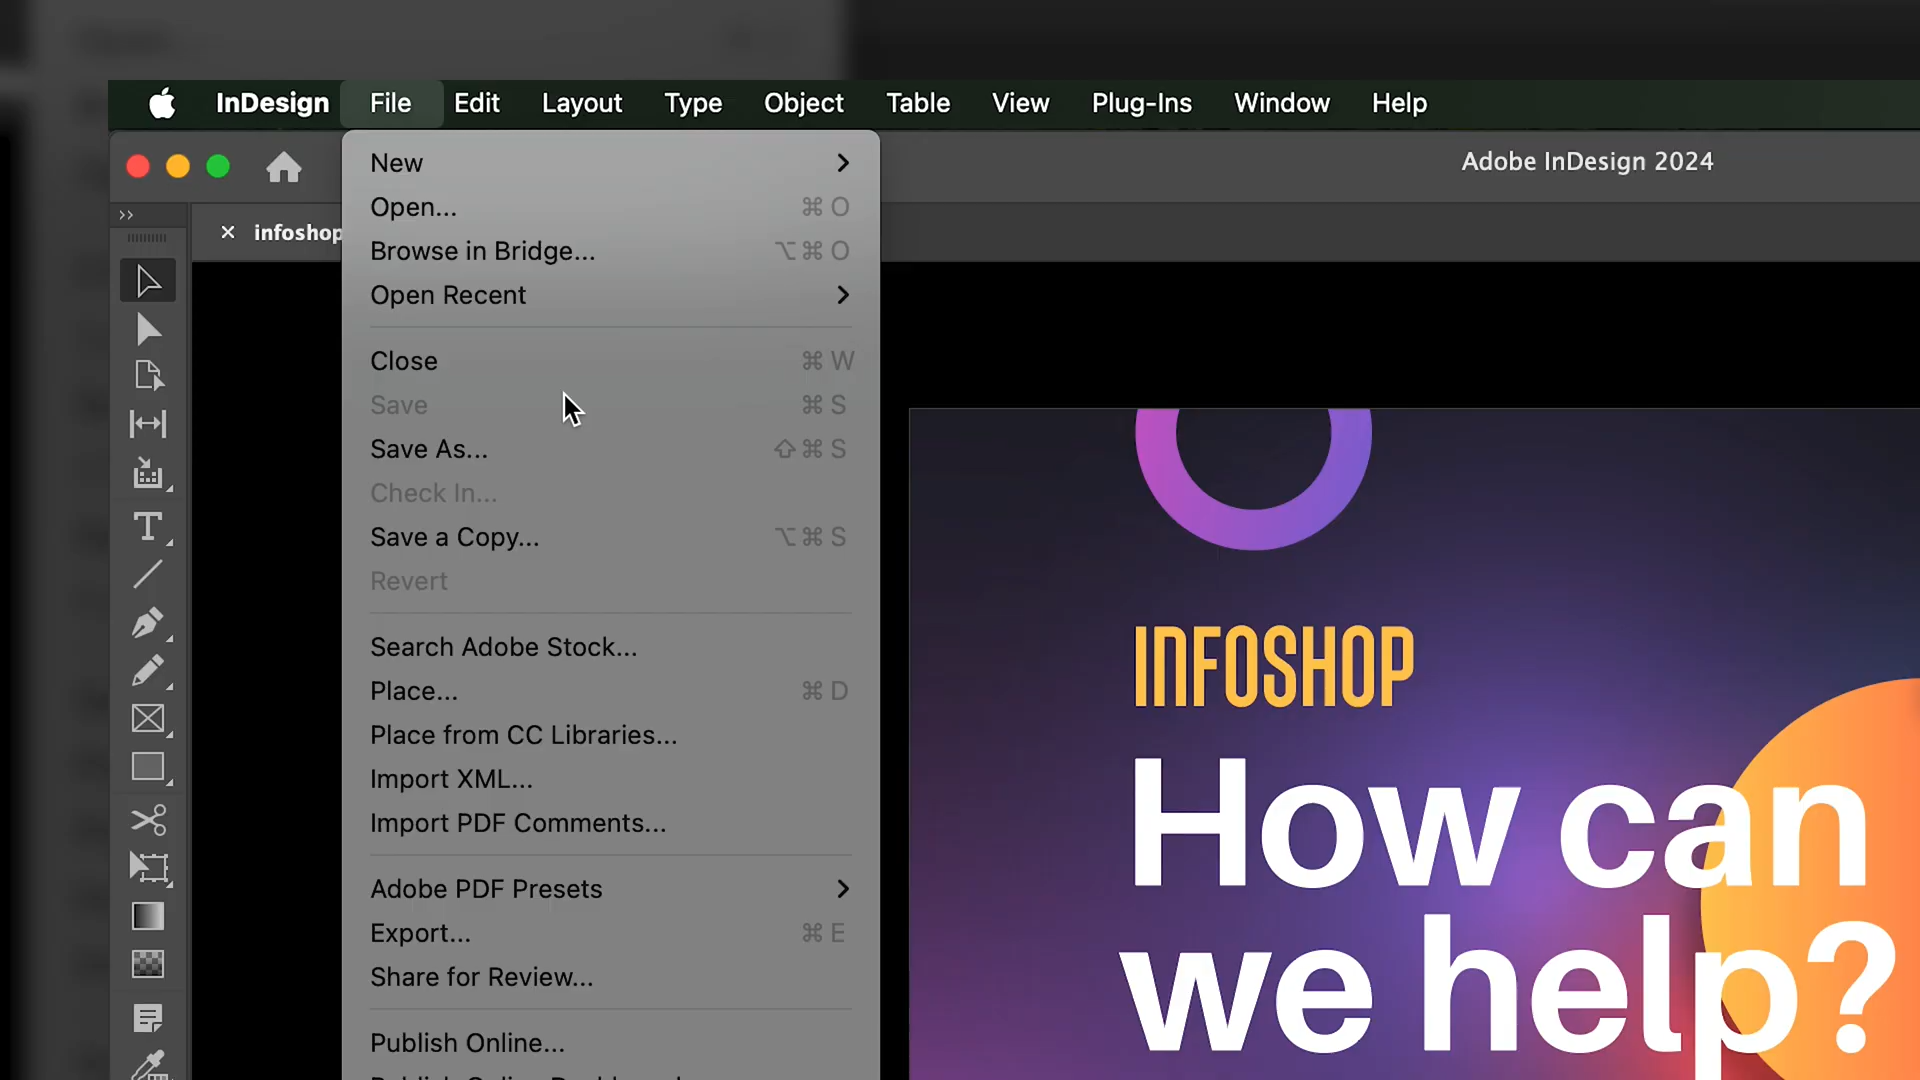 InDesign File Edit Layout Type Object Table View Plug-Ins Window Help
Adobe InDesign 2024
× infoshop
New
Open... ⌘ O
Browse in Bridge... ⌥ ⌘ O
Open Recent
Close ⌘ W
Save ⌘ S
Save As... ⇧ ⌘ S
Check In...
Save a Copy... ⌥ ⌘ S
Revert
Search Adobe Stock...
Place... ⌘ D
Place from CC Libraries...
Import XML...
Import PDF Comments...
Adobe PDF Presets
Export... ⌘ E
Share for Review...
Publish Online...
INFOSHOP
How can
we help?